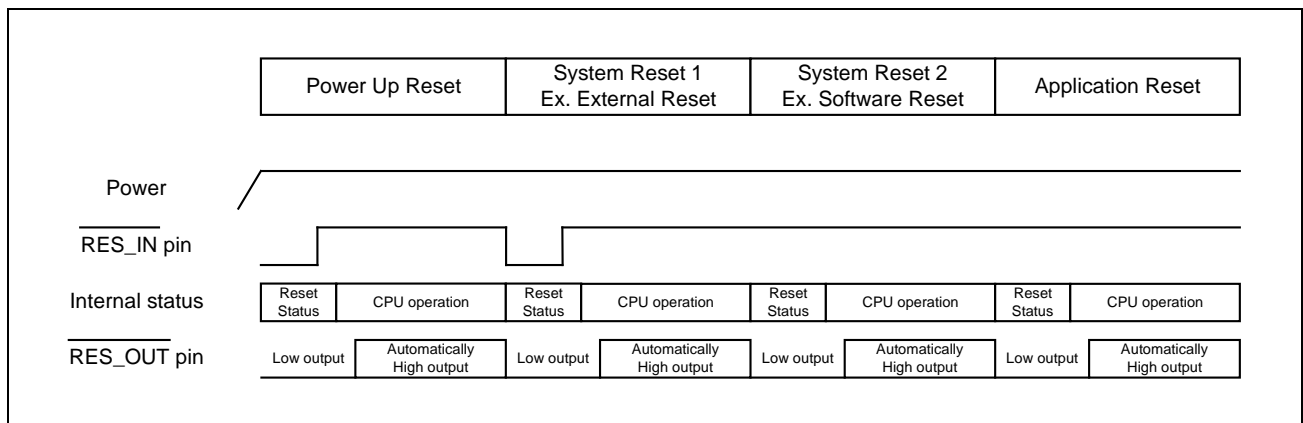 Power Up Reset
System Reset 1
Ex. External Reset
System Reset 2
Ex. Software Reset
Application Reset
Power
RES_IN pin
Internal status
Reset
Status
CPU operation
Reset
Status
CPU operation
Reset
Status
CPU operation
Reset
Status
CPU operation
RES_OUT pin
Low output
Automatically
High output
Low output
Automatically
High output
Low output
Automatically
High output
Low output
Automatically
High output